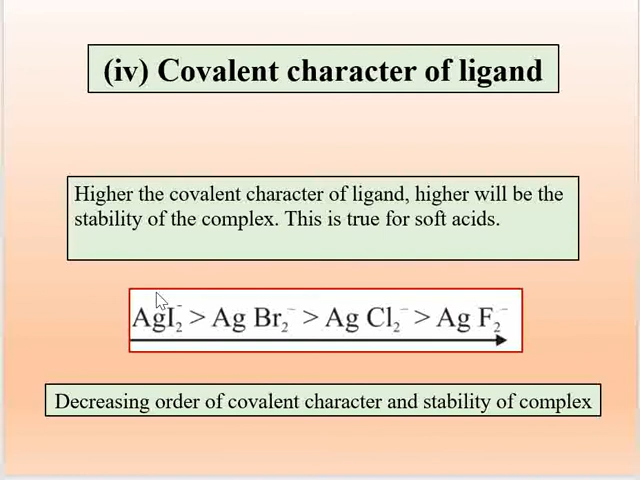 (iv) Covalent character of ligand
Higher the covalent character of ligand, higher will be the
stability of the complex. This is true for soft acids.
AgI₂⁻ > Ag Br₂⁻ > Ag Cl₂⁻ > Ag F₂⁻
Decreasing order of covalent character and stability of complex